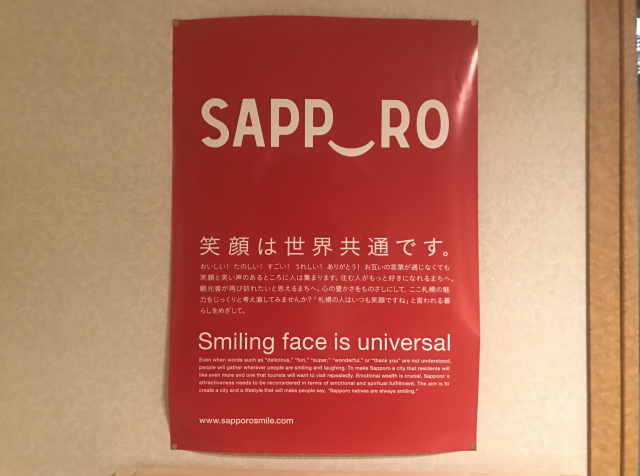 SAPP‿RO
笑顔は世界共通です。
おいしい! たのしい! すごい! うれしい! ありがとう! お互いの言葉が通じなくても
笑顔と笑い声のあるところに人は集まります。住む人がもっと好きになれるまちへ。
観光客が再び訪れたいと思えるまちへ。心の豊かさをものさしにして、ここ札幌の魅
力をじっくりと考え直してみませんか?「札幌の人はいつも笑顔ですね」と言われる暮
らしをめざして。
Smiling face is universal
Even when words such as "delicious," "fun," "super," "wonderful," or "thank you" are not understood,
people will gather wherever people are smiling and laughing. To make Sapporo a city that residents will
like even more and one that tourists will want to visit repeatedly. Emotional wealth is crucial. Sapporo's
attractiveness needs to be reconsidered in terms of emotional and spiritual fulfillment. The aim is to
create a city and a lifestyle that will make people say, "Sapporo natives are always smiling."
www.sapporosmile.com